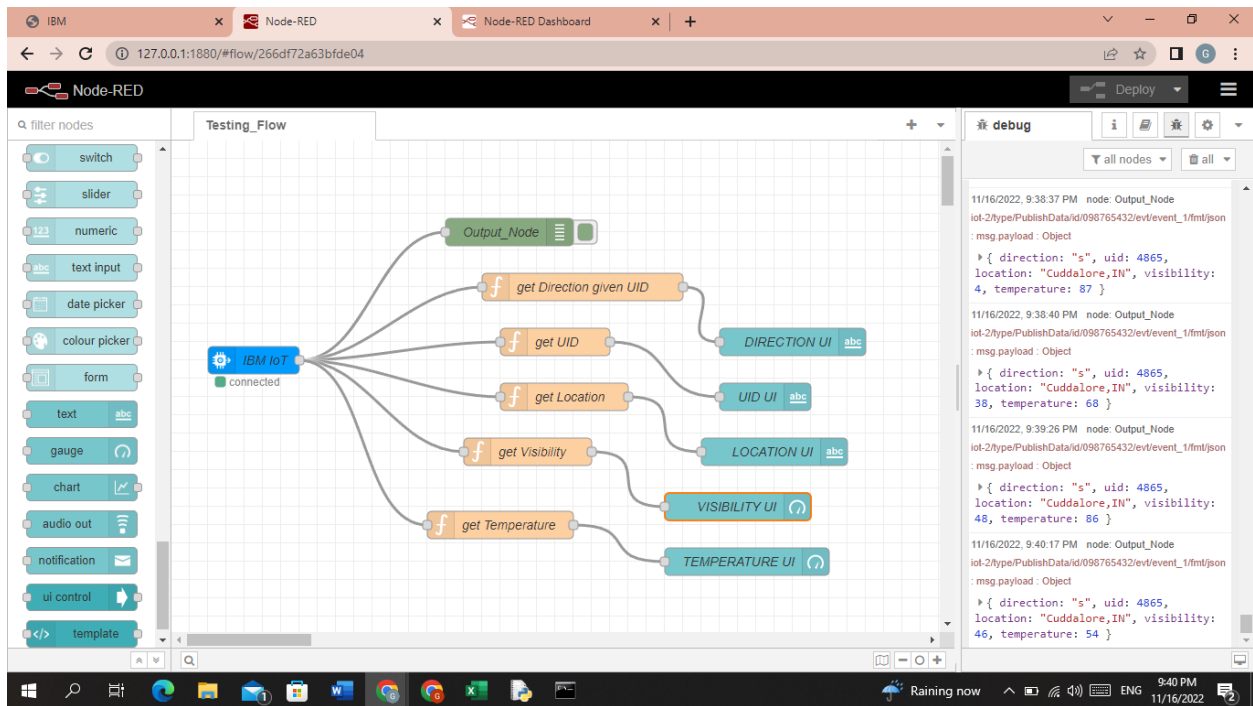 IBM
Node-RED
Node-RED Dashboard
127.0.0.1:1880/#flow/266df72a63bfde04
G
Node-RED
Deploy
filter nodes
switch
slider
123 numeric
abc text input
date picker
colour picker
form
text abc
gauge
chart
audio out
notification
ui control
</> template
Testing_Flow
Output_Node
f get Direction given UID
f get UID
IBM IoT
connected
f get Location
f get Visibility
f get Temperature
DIRECTION UI abc
UID UI abc
LOCATION UI abc
VISIBILITY UI
TEMPERATURE UI
debug
i
all nodes
all
11/16/2022, 9:38:37 PM node: Output_Node
iot-2/type/PublishData/id/098765432/evt/event_1/fmt/json
: msg.payload : Object
{ direction: "s", uid: 4865,
location: "Cuddalore,IN", visibility:
4, temperature: 87 }
11/16/2022, 9:38:40 PM node: Output_Node
iot-2/type/PublishData/id/098765432/evt/event_1/fmt/json
: msg.payload : Object
{ direction: "s", uid: 4865,
location: "Cuddalore,IN", visibility:
38, temperature: 68 }
11/16/2022, 9:39:26 PM node: Output_Node
iot-2/type/PublishData/id/098765432/evt/event_1/fmt/json
: msg.payload : Object
{ direction: "s", uid: 4865,
location: "Cuddalore,IN", visibility:
48, temperature: 86 }
11/16/2022, 9:40:17 PM node: Output_Node
iot-2/type/PublishData/id/098765432/evt/event_1/fmt/json
: msg.payload : Object
{ direction: "s", uid: 4865,
location: "Cuddalore,IN", visibility:
46, temperature: 54 }
Raining now
ENG
9:40 PM
11/16/2022
2